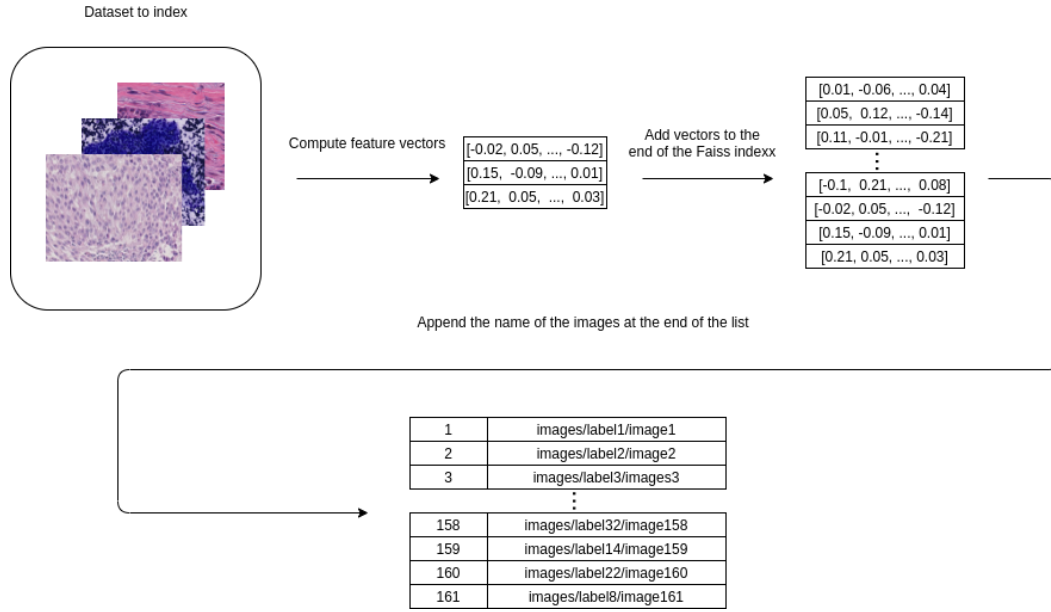 Dataset to index
Compute feature vectors
[-0.02, 0.05, ..., -0.12]
[0.15, -0.09, ..., 0.01]
[0.21, 0.05, ..., 0.03]
Add vectors to the
end of the Faiss indexx
[0.01, -0.06, ..., 0.04]
[0.05, 0.12, ..., -0.14]
[0.11, -0.01, ..., -0.21]
[-0.1, 0.21, ..., 0.08]
[-0.02, 0.05, ..., -0.12]
[0.15, -0.09, ..., 0.01]
[0.21, 0.05, ..., 0.03]
Append the name of the images at the end of the list
1 images/label1/image1
2 images/label2/image2
3 images/label3/images3
158 images/label32/image158
159 images/label14/image159
160 images/label22/image160
161 images/label8/image161